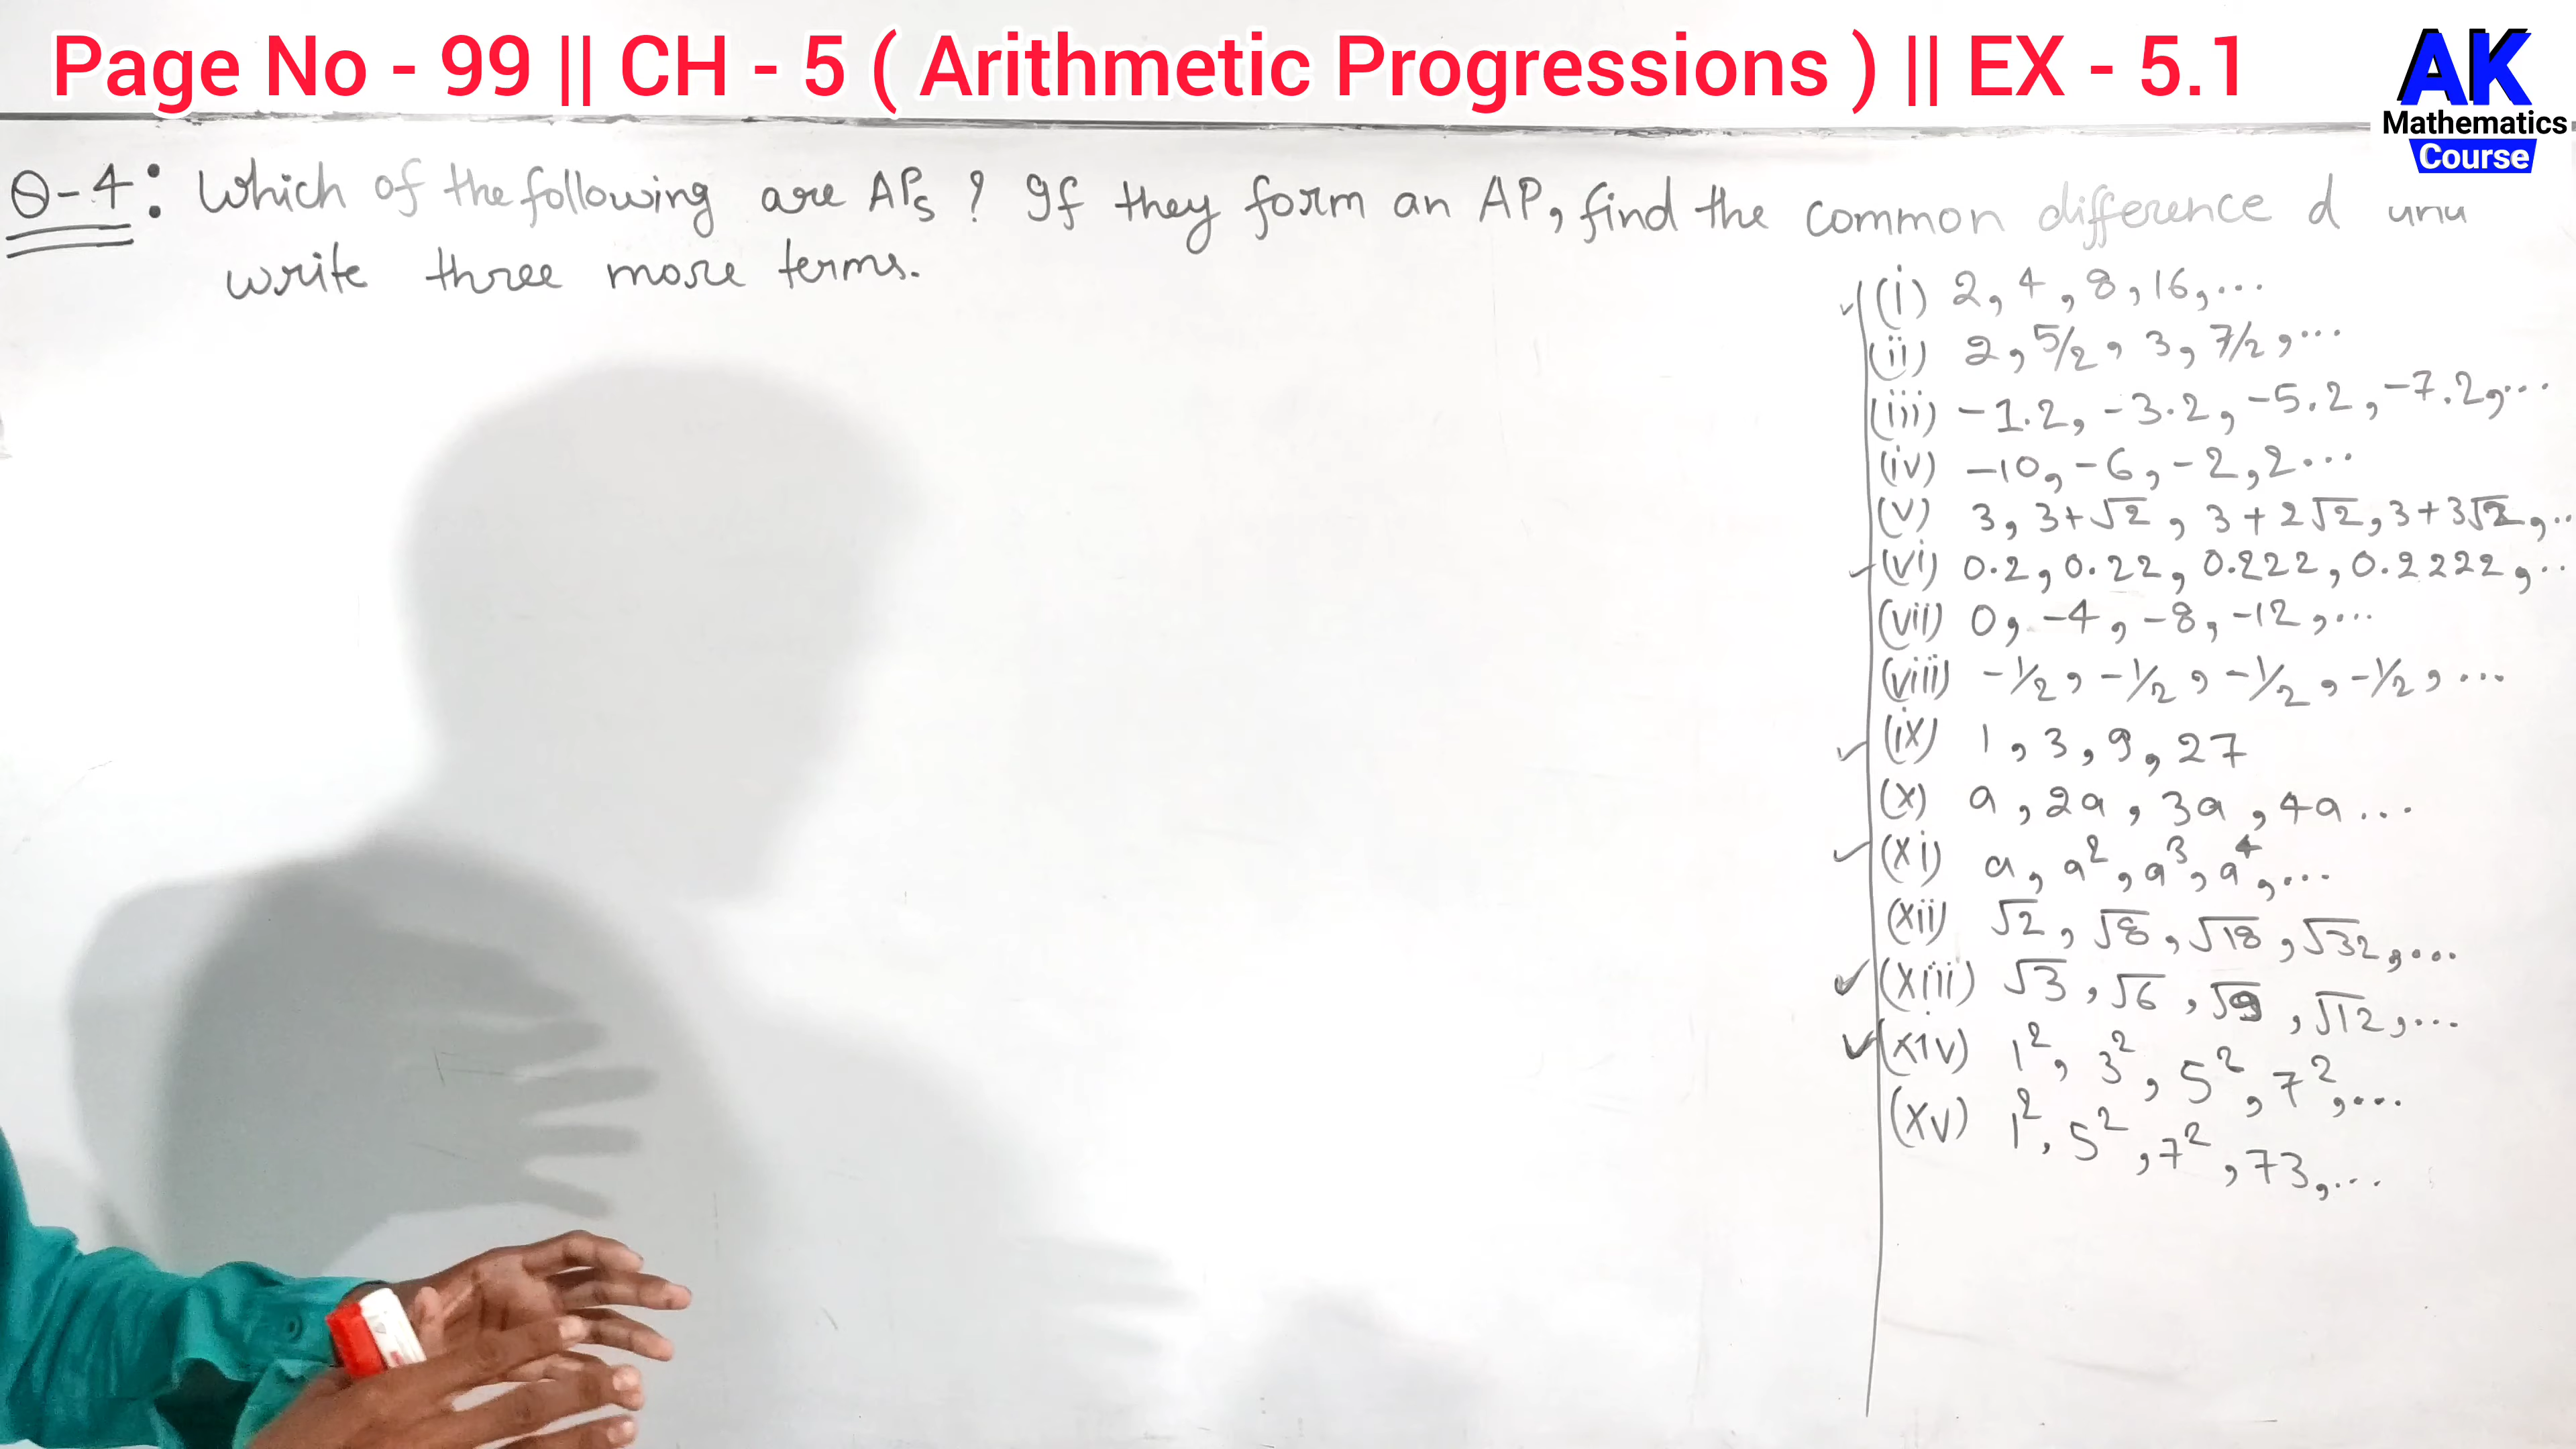 Page No - 99 || CH - 5 ( Arithmetic Progressions ) || EX - 5.1
AK
Mathematics
Course
Q-4: Which of the following are APs ? If they form an AP, find the common difference d and
write three more terms.
(i) 2, 4, 8, 16, ...
(ii) 2, 5/2, 3, 7/2, ...
(iii) -1.2, -3.2, -5.2, -7.2, ...
(iv) -10, -6, -2, 2 ...
(v) 3, 3+√2, 3+2√2, 3+3√2, ..
(vi) 0.2, 0.22, 0.222, 0.2222, ..
(vii) 0, -4, -8, -12, ...
(viii) -1/2, -1/2, -1/2, -1/2, ...
(ix) 1, 3, 9, 27
(x) a, 2a, 3a, 4a ...
(xi) a, a², a³, a⁴, ...
(xii) √2, √8, √18, √32, ...
(xiii) √3, √6, √9, √12, ...
(xiv) 1², 3², 5², 7², ...
(xv) 1², 5², 7², 73, ...